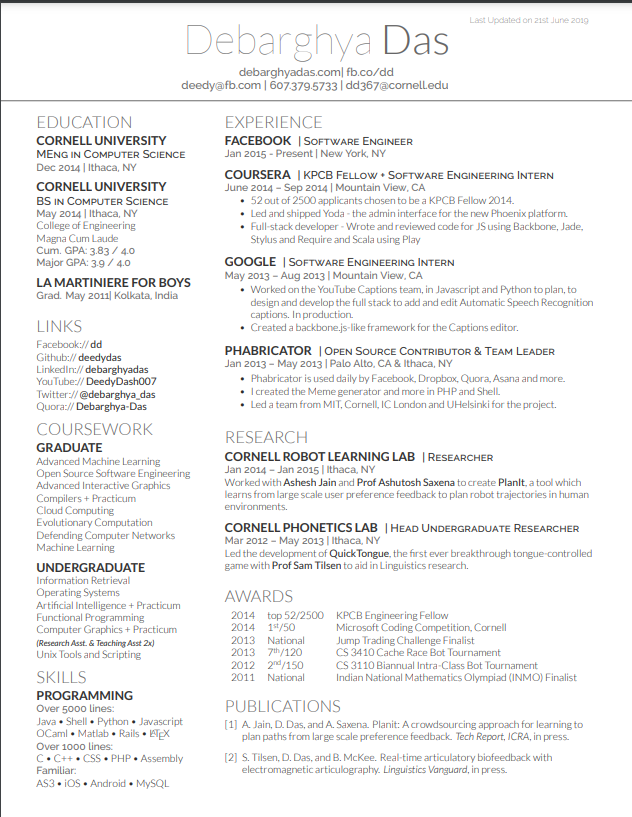 Last Updated on 21st June 2019
Debarghya Das
debarghyadas.com| fb.co/dd
deedy@fb.com | 607.379.5733 | dd367@cornell.edu
EDUCATION
CORNELL UNIVERSITY
MEng in Computer Science
Dec 2014 | Ithaca, NY
CORNELL UNIVERSITY
BS in Computer Science
May 2014 | Ithaca, NY
College of Engineering
Magna Cum Laude
Cum. GPA: 3.83 / 4.0
Major GPA: 3.9 / 4.0
LA MARTINIERE FOR BOYS
Grad. May 2011| Kolkata, India
LINKS
Facebook:// dd
Github:// deedydas
LinkedIn:// debarghyadas
YouTube:// DeedyDash007
Twitter:// @debarghya_das
Quora:// Debarghya-Das
COURSEWORK
GRADUATE
Advanced Machine Learning
Open Source Software Engineering
Advanced Interactive Graphics
Compilers + Practicum
Cloud Computing
Evolutionary Computation
Defending Computer Networks
Machine Learning
UNDERGRADUATE
Information Retrieval
Operating Systems
Artificial Intelligence + Practicum
Functional Programming
Computer Graphics + Practicum
(Research Asst. & Teaching Asst 2x)
Unix Tools and Scripting
SKILLS
PROGRAMMING
Over 5000 lines:
Java • Shell • Python • Javascript
OCaml • Matlab • Rails • LATEX
Over 1000 lines:
C • C++ • CSS • PHP • Assembly
Familiar:
AS3 • iOS • Android • MySQL
EXPERIENCE
FACEBOOK | Software Engineer
Jan 2015 - Present | New York, NY
COURSERA | KPCB Fellow + Software Engineering Intern
June 2014 – Sep 2014 | Mountain View, CA
• 52 out of 2500 applicants chosen to be a KPCB Fellow 2014.
• Led and shipped Yoda - the admin interface for the new Phoenix platform.
• Full-stack developer - Wrote and reviewed code for JS using Backbone, Jade,
Stylus and Require and Scala using Play
GOOGLE | Software Engineering Intern
May 2013 – Aug 2013 | Mountain View, CA
• Worked on the YouTube Captions team, in Javascript and Python to plan, to
design and develop the full stack to add and edit Automatic Speech Recognition
captions. In production.
• Created a backbone.js-like framework for the Captions editor.
PHABRICATOR | Open Source Contributor & Team Leader
Jan 2013 – May 2013 | Palo Alto, CA & Ithaca, NY
• Phabricator is used daily by Facebook, Dropbox, Quora, Asana and more.
• I created the Meme generator and more in PHP and Shell.
• Led a team from MIT, Cornell, IC London and UHelsinki for the project.
RESEARCH
CORNELL ROBOT LEARNING LAB | Researcher
Jan 2014 – Jan 2015 | Ithaca, NY
Worked with Ashesh Jain and Prof Ashutosh Saxena to create PlanIt, a tool which
learns from large scale user preference feedback to plan robot trajectories in human
environments.
CORNELL PHONETICS LAB | Head Undergraduate Researcher
Mar 2012 – May 2013 | Ithaca, NY
Led the development of QuickTongue, the first ever breakthrough tongue-controlled
game with Prof Sam Tilsen to aid in Linguistics research.
AWARDS
2014 top 52/2500 KPCB Engineering Fellow
2014 1st/50 Microsoft Coding Competition, Cornell
2013 National Jump Trading Challenge Finalist
2013 7th/120 CS 3410 Cache Race Bot Tournament
2012 2nd/150 CS 3110 Biannual Intra-Class Bot Tournament
2011 National Indian National Mathematics Olympiad (INMO) Finalist
PUBLICATIONS
[1] A. Jain, D. Das, and A. Saxena. Planit: A crowdsourcing approach for learning to
plan paths from large scale preference feedback. Tech Report, ICRA, in press.
[2] S. Tilsen, D. Das, and B. McKee. Real-time articulatory biofeedback with
electromagnetic articulography. Linguistics Vanguard, in press.